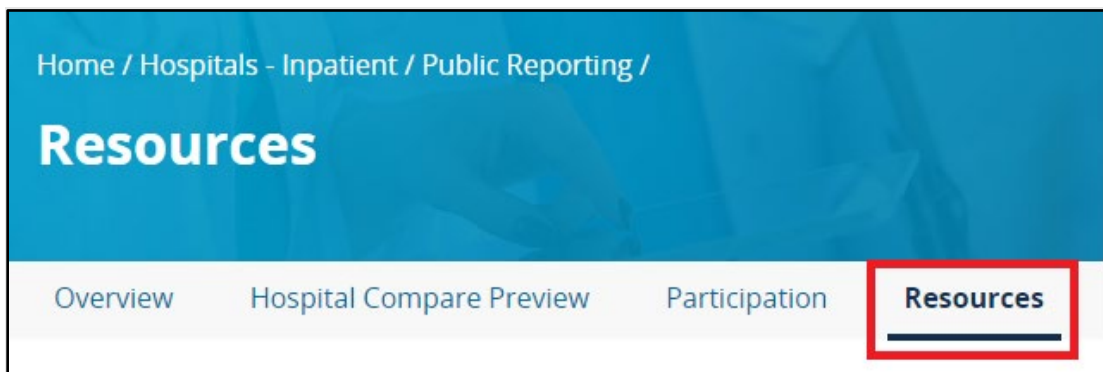 Home / Hospitals - Inpatient / Public Reporting /
Resources
Overview Hospital Compare Preview Participation Resources